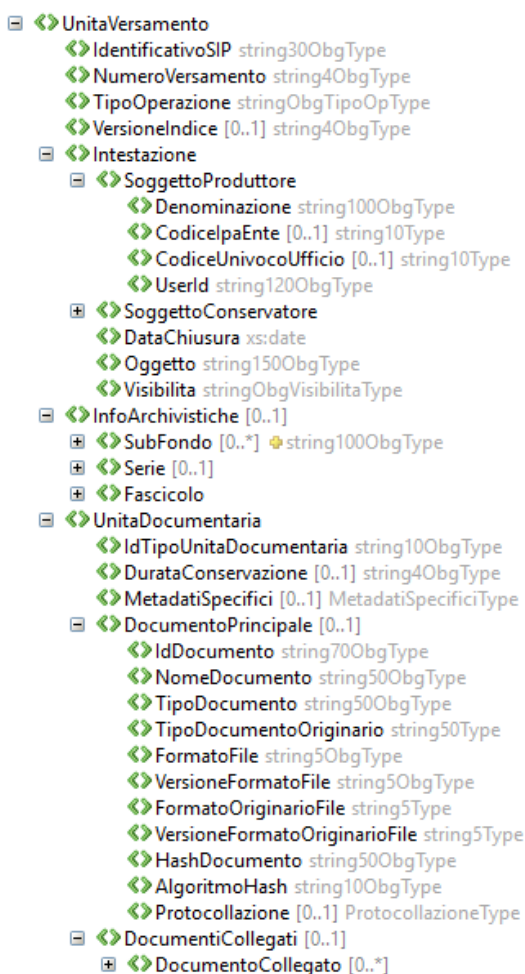 UnitaVersamento
IdentificativoSIP string30ObgType
NumeroVersamento string4ObgType
TipoOperazione stringObgTipoOpType
VersioneIndice [0..1] string4ObgType
Intestazione
SoggettoProduttore
Denominazione string100ObgType
CodiceIpaEnte [0..1] string10Type
CodiceUnivocoUfficio [0..1] string10Type
UserId string120ObgType
SoggettoConservatore
DataChiusura xs:date
Oggetto string150ObgType
Visibilita stringObgVisibilitaType
InfoArchivistiche [0..1]
SubFondo [0..*] string100ObgType
Serie [0..1]
Fascicolo
UnitaDocumentaria
IdTipoUnitaDocumentaria string10ObgType
DurataConservazione [0..1] string4ObgType
MetadatiSpecifici [0..1] MetadatiSpecificiType
DocumentoPrincipale [0..1]
IdDocumento string70ObgType
NomeDocumento string50ObgType
TipoDocumento string50ObgType
TipoDocumentoOriginario string50Type
FormatoFile string5ObgType
VersioneFormatoFile string5ObgType
FormatoOriginarioFile string5Type
VersioneFormatoOriginarioFile string5Type
HashDocumento string500bgType
AlgoritmoHash string10ObgType
Protocollazione [0..1] ProtocollazioneType
DocumentiCollegati [0..1]
DocumentoCollegato [0..*]